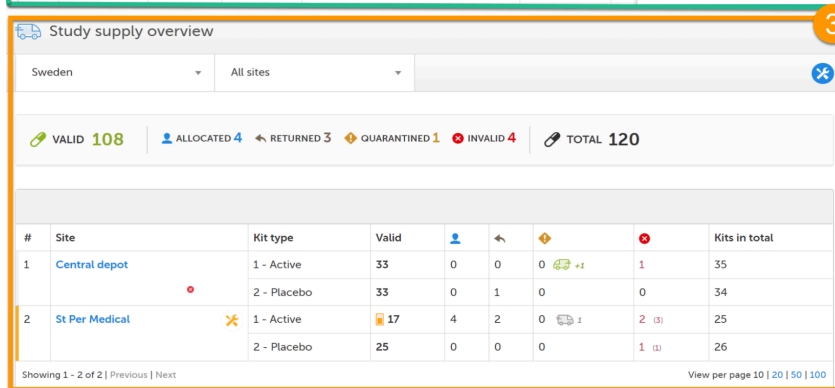 3
Study supply overview
Sweden All sites
VALID 108 ALLOCATED 4 RETURNED 3 QUARANTINED 1 INVALID 4 TOTAL 120
# Site Kit type Valid Kits in total
1 Central depot 1 - Active 33 0 0 0 +1 1 35
2 - Placebo 33 0 1 0 0 34
2 St Per Medical 1 - Active 17 4 2 0 1 2 (3) 25
2 - Placebo 25 0 0 0 1 (1) 26
Showing 1 - 2 of 2 | Previous | Next View per page 10 | 20 | 50 | 100